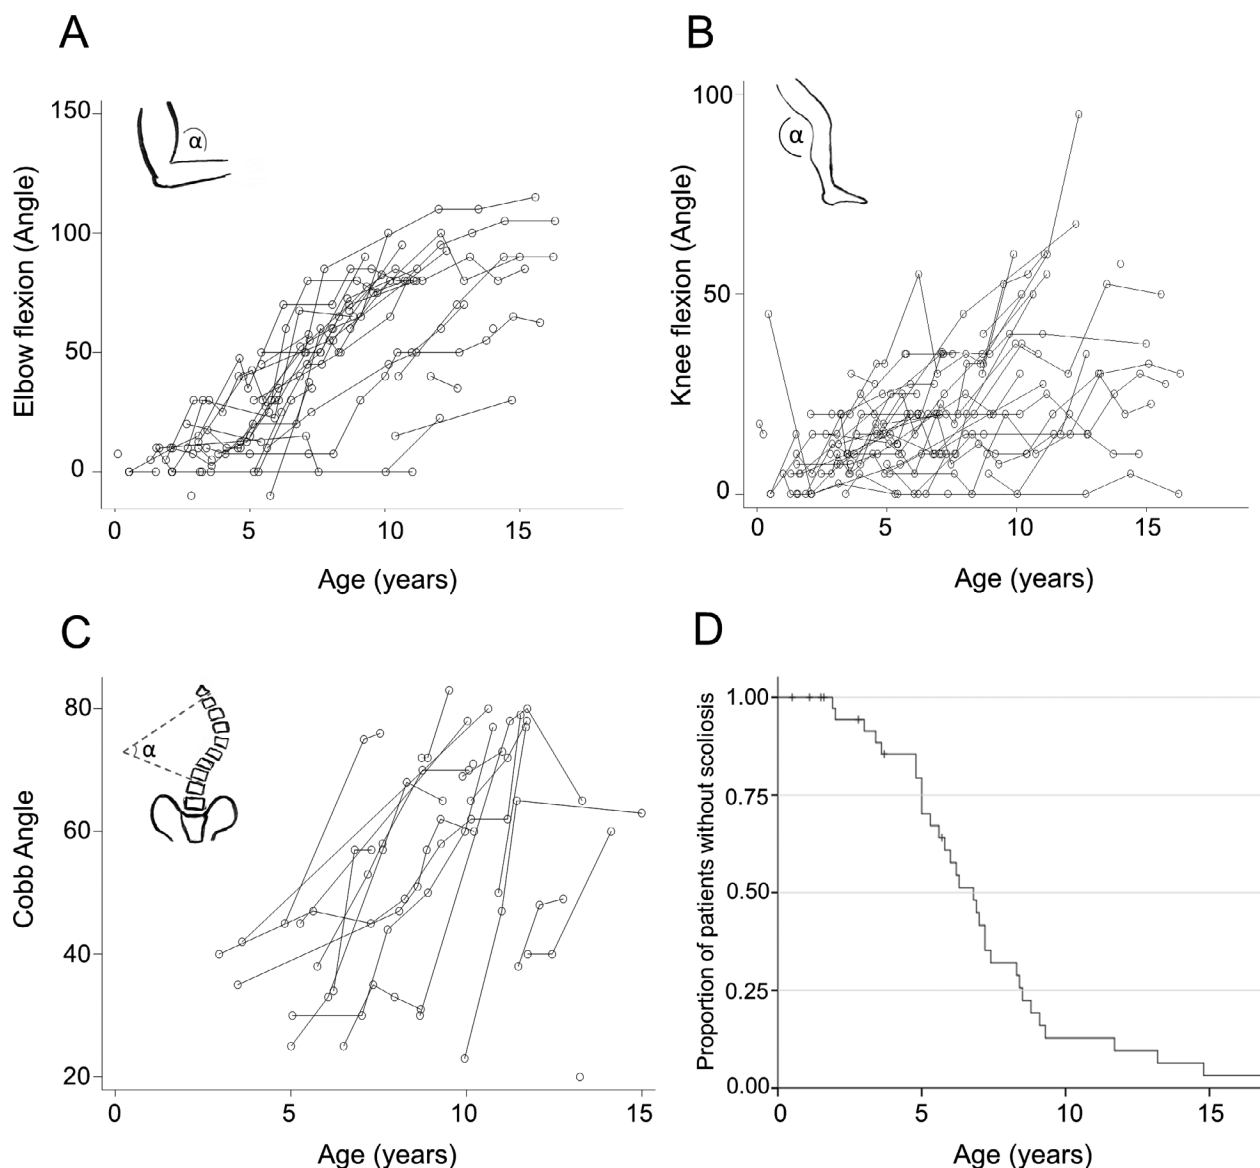 A
Elbow flexion (Angle)
150
100
50
0
α
0 5 10 15
Age (years)
B
Knee flexion (Angle)
100
50
0
α
0 5 10 15
Age (years)
C
Cobb Angle
80
60
40
20
α
0 5 10 15
Age (years)
D
Proportion of patients without scoliosis
1.00
0.75
0.50
0.25
0.00
0 5 10 15
Age (years)